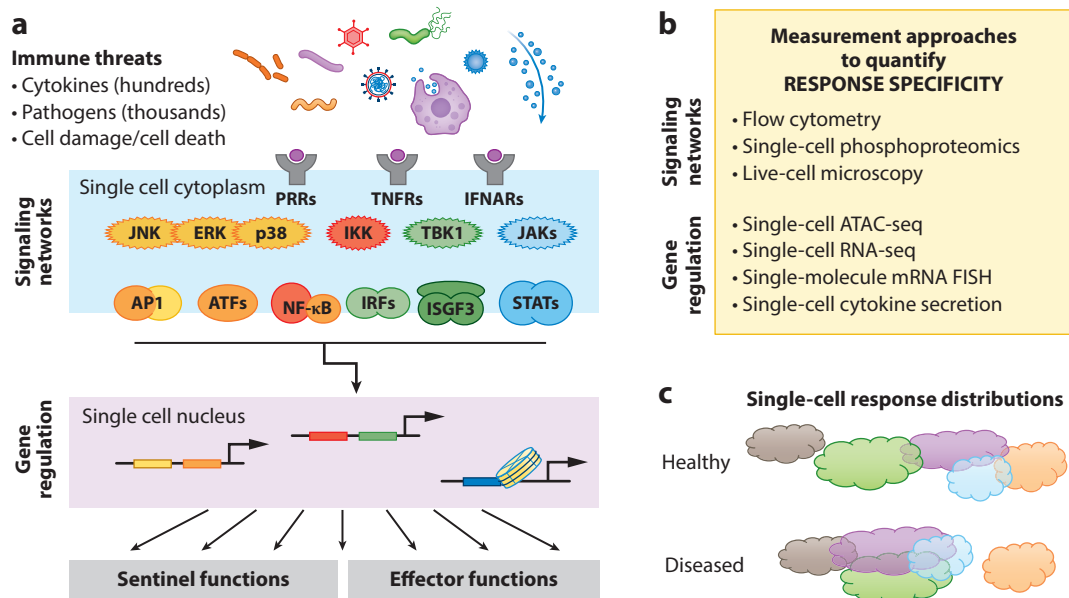 a
Immune threats
• Cytokines (hundreds)
• Pathogens (thousands)
• Cell damage/cell death
Signaling
networks
Single cell cytoplasm
PRRs
TNFRs
IFNARs
JNK
ERK
p38
IKK
TBK1
JAKs
AP1
ATFs
NF-κB
IRFs
ISGF3
STATs
Gene
regulation
Single cell nucleus
Sentinel functions
Effector functions
b
Measurement approaches
to quantify
RESPONSE SPECIFICITY
Signaling
networks
• Flow cytometry
• Single-cell phosphoproteomics
• Live-cell microscopy
Gene
regulation
• Single-cell ATAC-seq
• Single-cell RNA-seq
• Single-molecule mRNA FISH
• Single-cell cytokine secretion
c
Single-cell response distributions
Healthy
Diseased